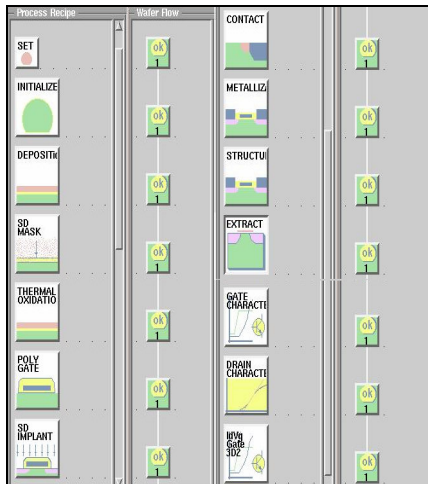 Process Recipe
Wafer Flow
SET
ok
1
INITIALIZE
ok
1
DEPOSITI
ok
1
SD
MASK
ok
1
THERMAL
OXIDATIO
ok
1
POLY
GATE
ok
1
SD
IMPLANT
ok
1
CONTACT
ok
1
METALLIZ
ok
1
STRUCTU
ok
1
EXTRACT
ok
1
GATE
CHARACTE
ok
1
DRAIN
CHARACTE
ok
1
IdVg
Gate
3D2
ok
1